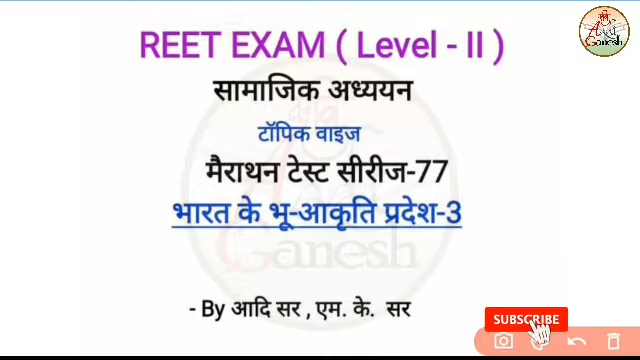 REET EXAM ( Level - II )
सामाजिक अध्ययन
टॉपिक वाइज
मैराथन टेस्ट सीरीज-77
भारत के भू-आकृति प्रदेश-3
Ganesh
- By आदि सर , एम. के. सर
SUBSCRIBE